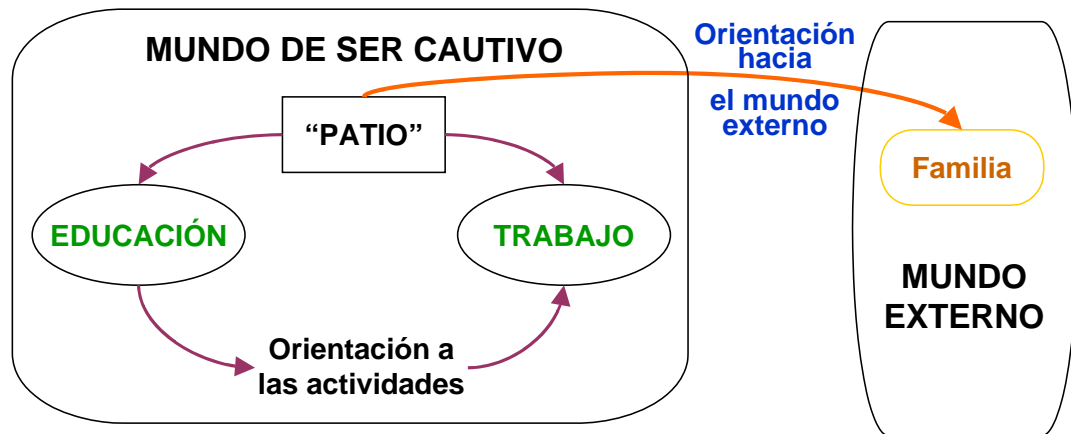 MUNDO DE SER CAUTIVO
“PATIO”
EDUCACIÓN
TRABAJO
Orientación a
las actividades
Orientación
hacia
el mundo
externo
Familia
MUNDO
EXTERNO